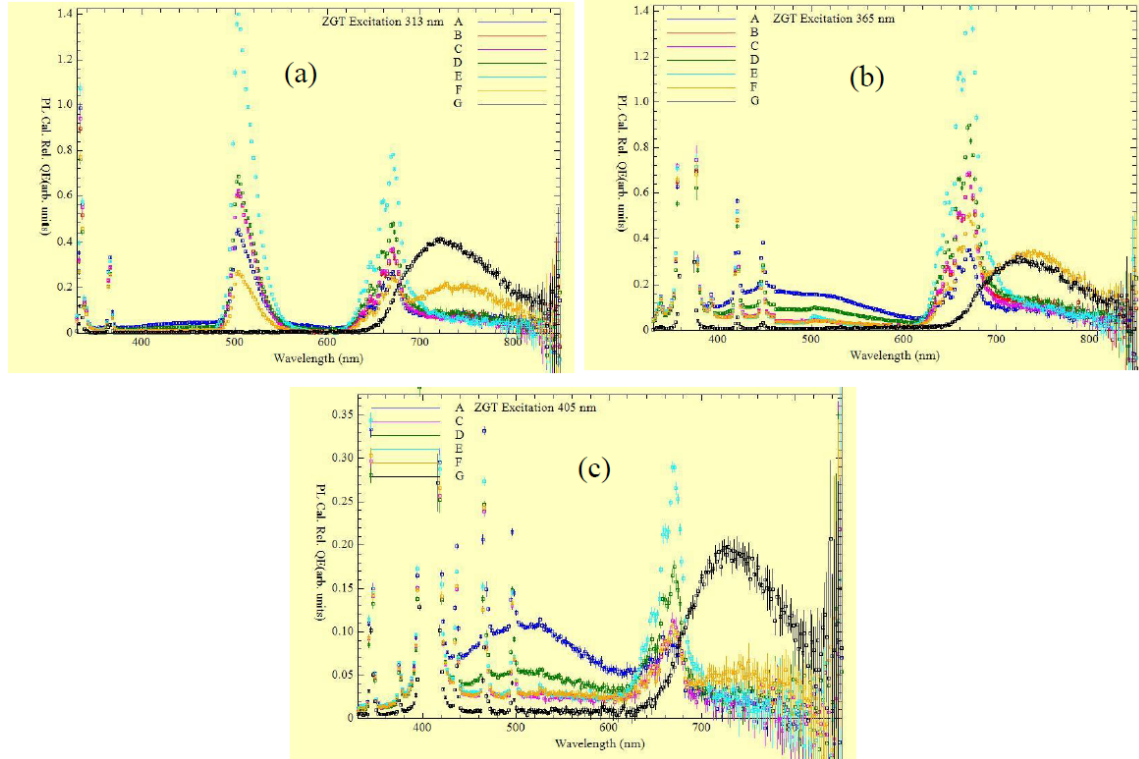 ZGT Excitation 313 nm
A
B
C
D
E
F
G
(a)
PL Cal. Rel. QE(arb. units)
1.4
1.2
1.0
0.8
0.6
0.4
0.2
0
400 500 600 700 800
Wavelength (nm)
A ZGT Excitation 365 nm
B
C
D
E
F
G
(b)
PL Cal. Rel. QE(arb. units)
1.4
1.2
1.0
0.8
0.6
0.4
0.2
0
400 500 600 700 800
Wavelength (nm)
A ZGT Excitation 405 nm
C
D
E
F
G
(c)
PL Cal. Rel. QE(arb. units)
0.35
0.30
0.25
0.20
0.15
0.10
0.05
0
400 500 600 700 800
Wavelength (nm)